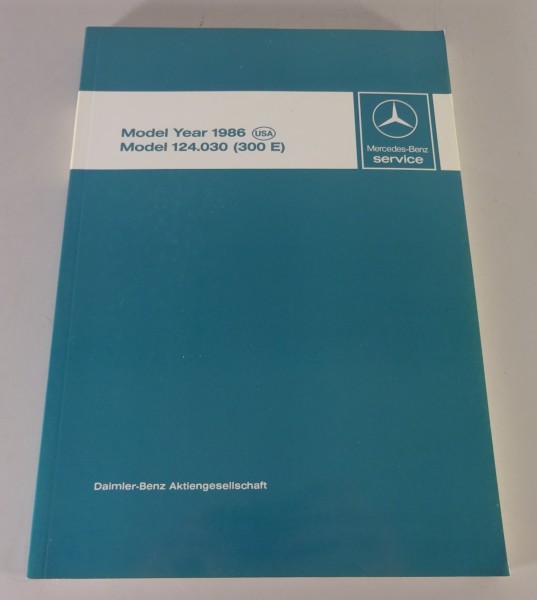 Model Year 1986 USA
Model 124.030 (300 E)
Mercedes-Benz
service
Daimler-Benz Aktiengesellschaft